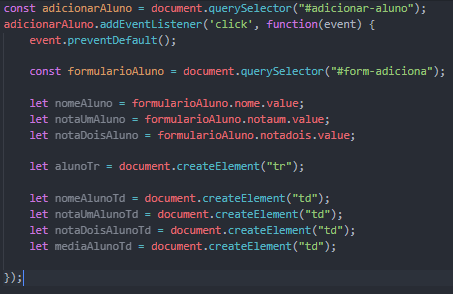 const adicionarAluno = document.querySelector("#adicionar-aluno");
adicionarAluno.addEventListener('click', function(event) {
event.preventDefault();
const formularioAluno = document.querySelector("#form-adiciona");
let nomeAluno = formularioAluno.nome.value;
let notaUmAluno = formularioAluno.notaum.value;
let notaDoisAluno = formularioAluno.notadois.value;
let alunoTr = document.createElement("tr");
let nomeAlunoTd = document.createElement("td");
let notaUmAlunoTd = document.createElement("td");
let notaDoisAlunoTd = document.createElement("td");
let mediaAlunoTd = document.createElement("td");
});